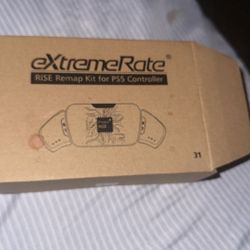 eXtremeRate®
RISE Remap Kit for PS5 Controller
31